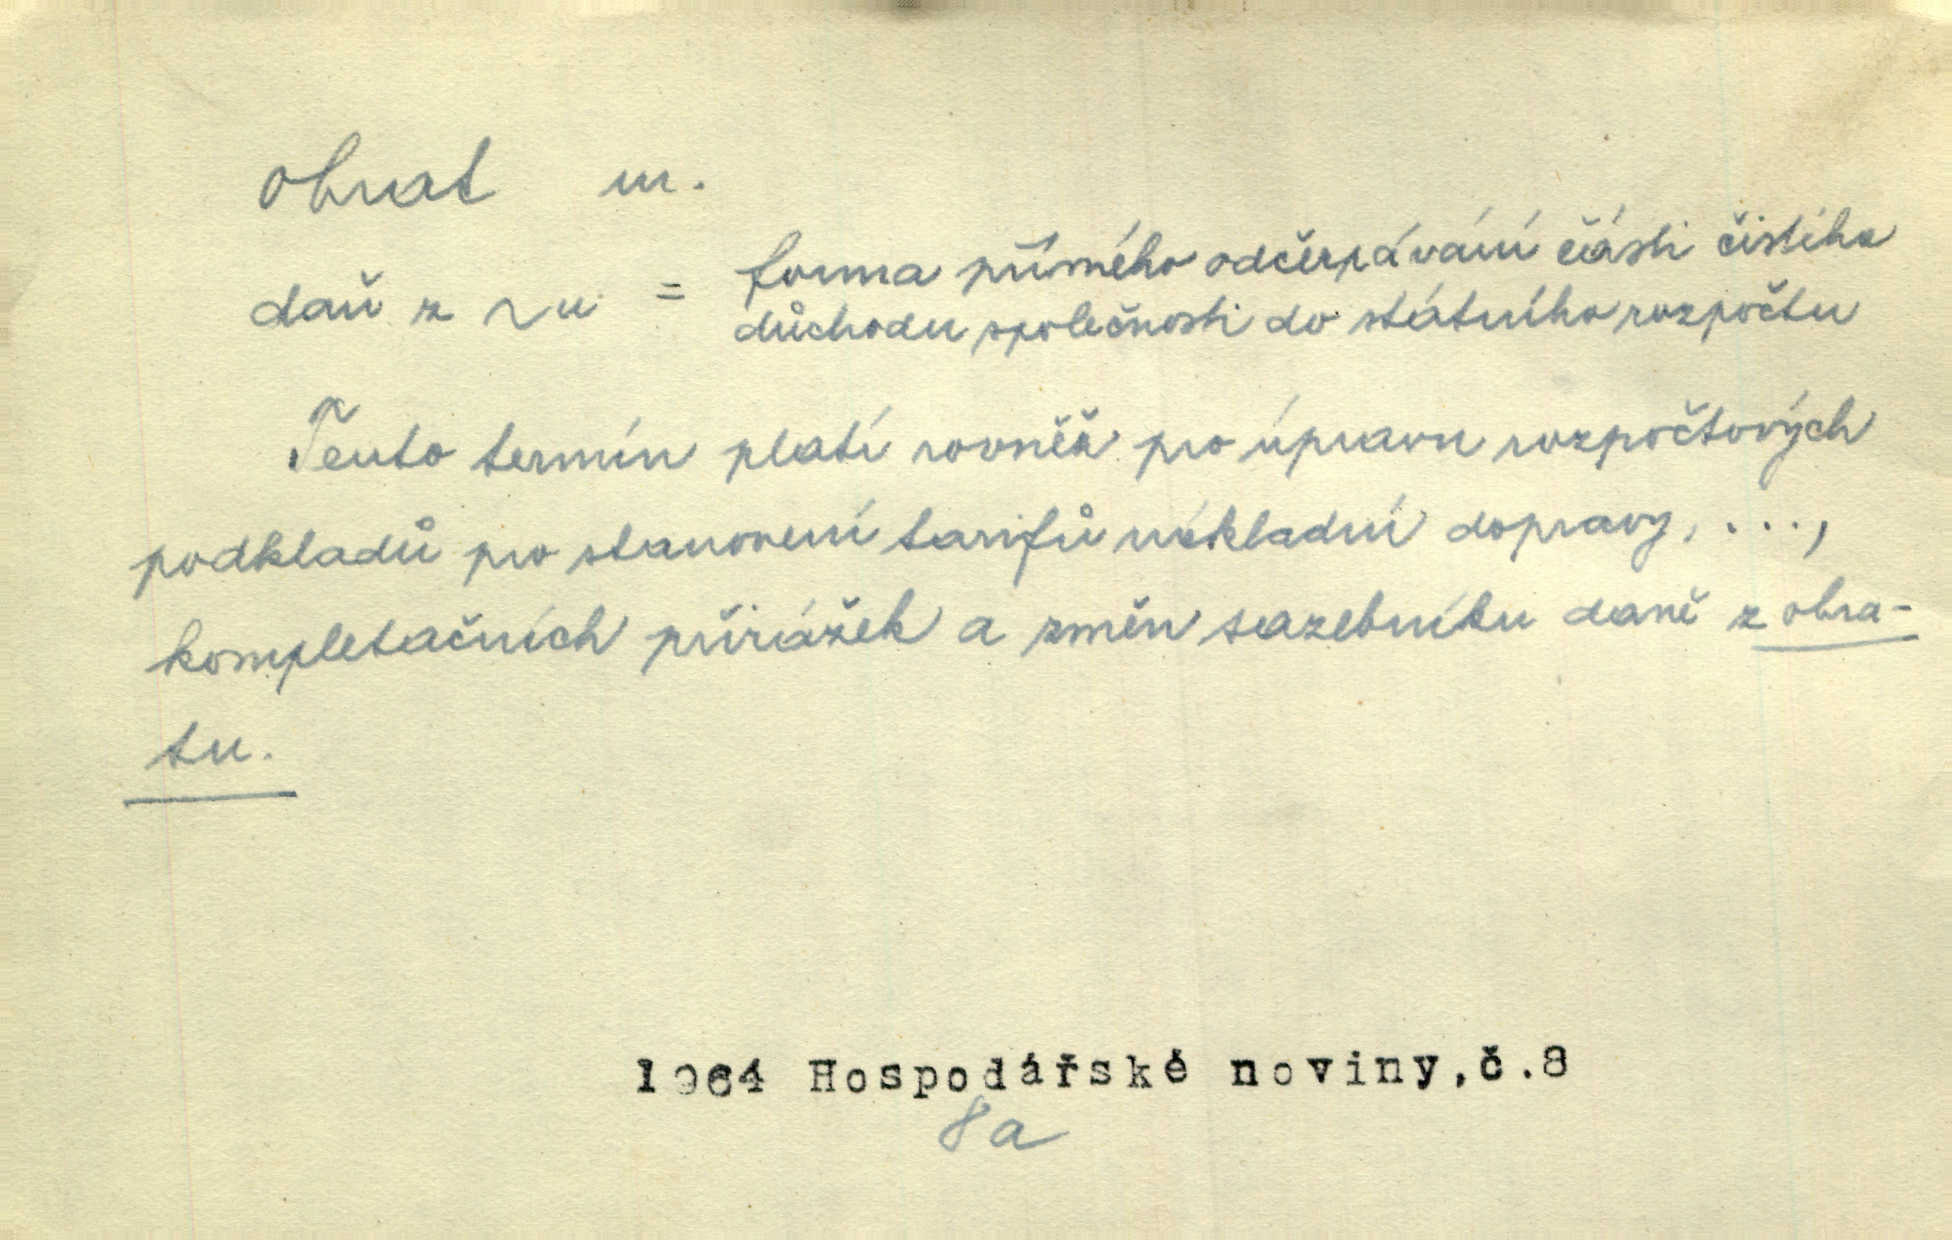 obrat m.
daň z ~u = forma přímého odčerpávání části čistého
důchodu společnosti do státního rozpočtu
Tento termín platí rovněž pro úpravu rozpočtových
podkladů pro stanovení tarifů nákladní dopravy, ...,
kompletačních přirážek a změn sazebníku daně z obra-
tu.
1964 Hospodářské noviny,č.8
8a